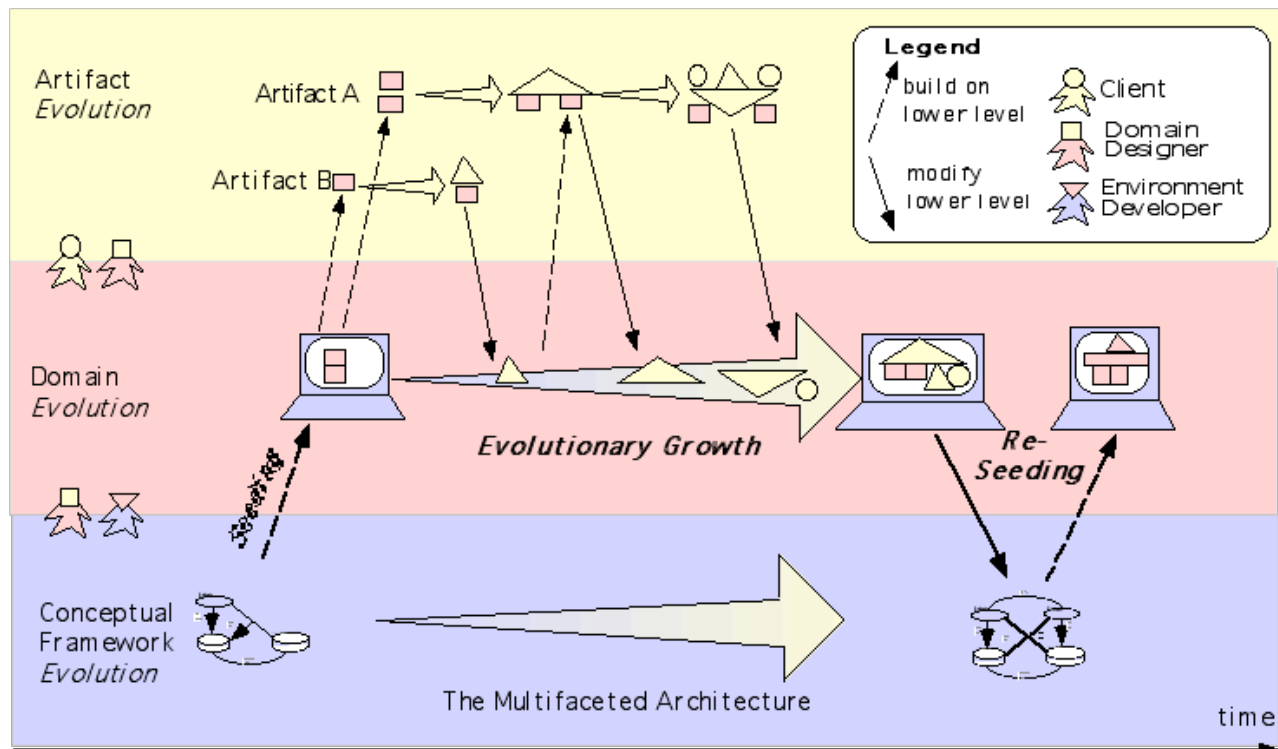 Artifact
Evolution
Artifact A
Artifact B
Legend
build on
lower level
modify
lower level
Client
Domain
Designer
Environment
Developer
Domain
Evolution
Seeding
Evolutionary Growth
Re-
Seeding
Conceptual
Framework
Evolution
The Multifaceted Architecture
time